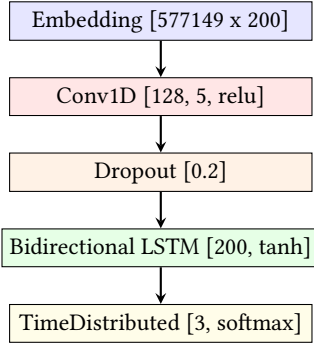 Embedding [577149 x 200]
Conv1D [128, 5, relu]
Dropout [0.2]
Bidirectional LSTM [200, tanh]
TimeDistributed [3, softmax]